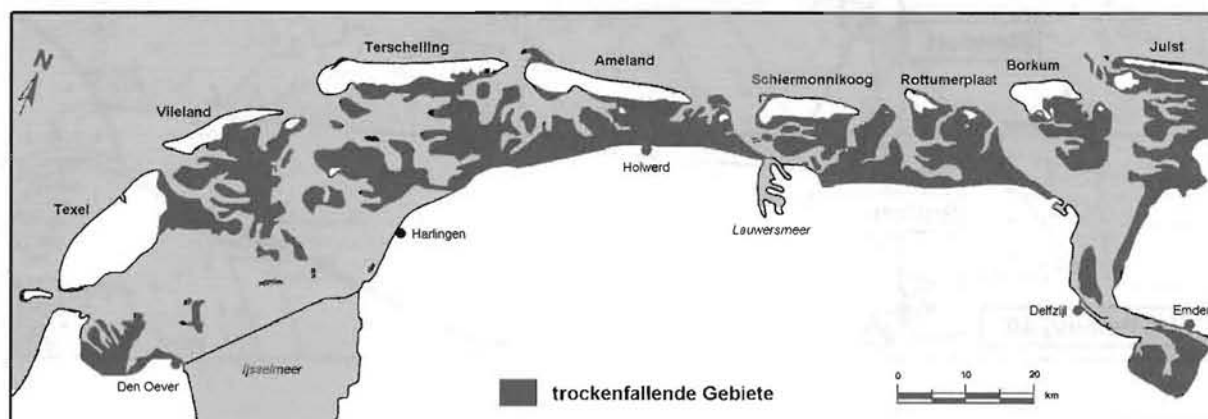 N
Terschelling
Ameland
Juist
Borkum
Schiermonnikoog
Rottumerplaat
Vlieland
Texel
Holwerd
Harlingen
Lauwersmeer
Delfzijl
Emden
Den Oever
Ijsselmeer
trockenfallende Gebiete
0 10 20
km